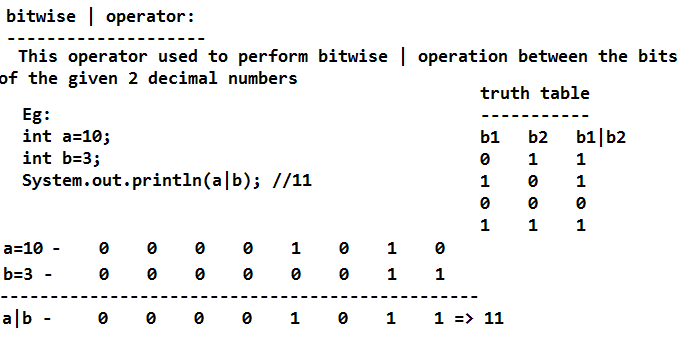 bitwise | operator:
--------------------
This operator used to perform bitwise | operation between the bits
of the given 2 decimal numbers
truth table
-----------
b1 b2 b1|b2
0 1 1
1 0 1
0 0 0
1 1 1
Eg:
int a=10;
int b=3;
System.out.println(a|b); //11
a=10 - 0 0 0 0 1 0 1 0
b=3 - 0 0 0 0 0 0 1 1
------------------------------------------------
a|b - 0 0 0 0 1 0 1 1 => 11